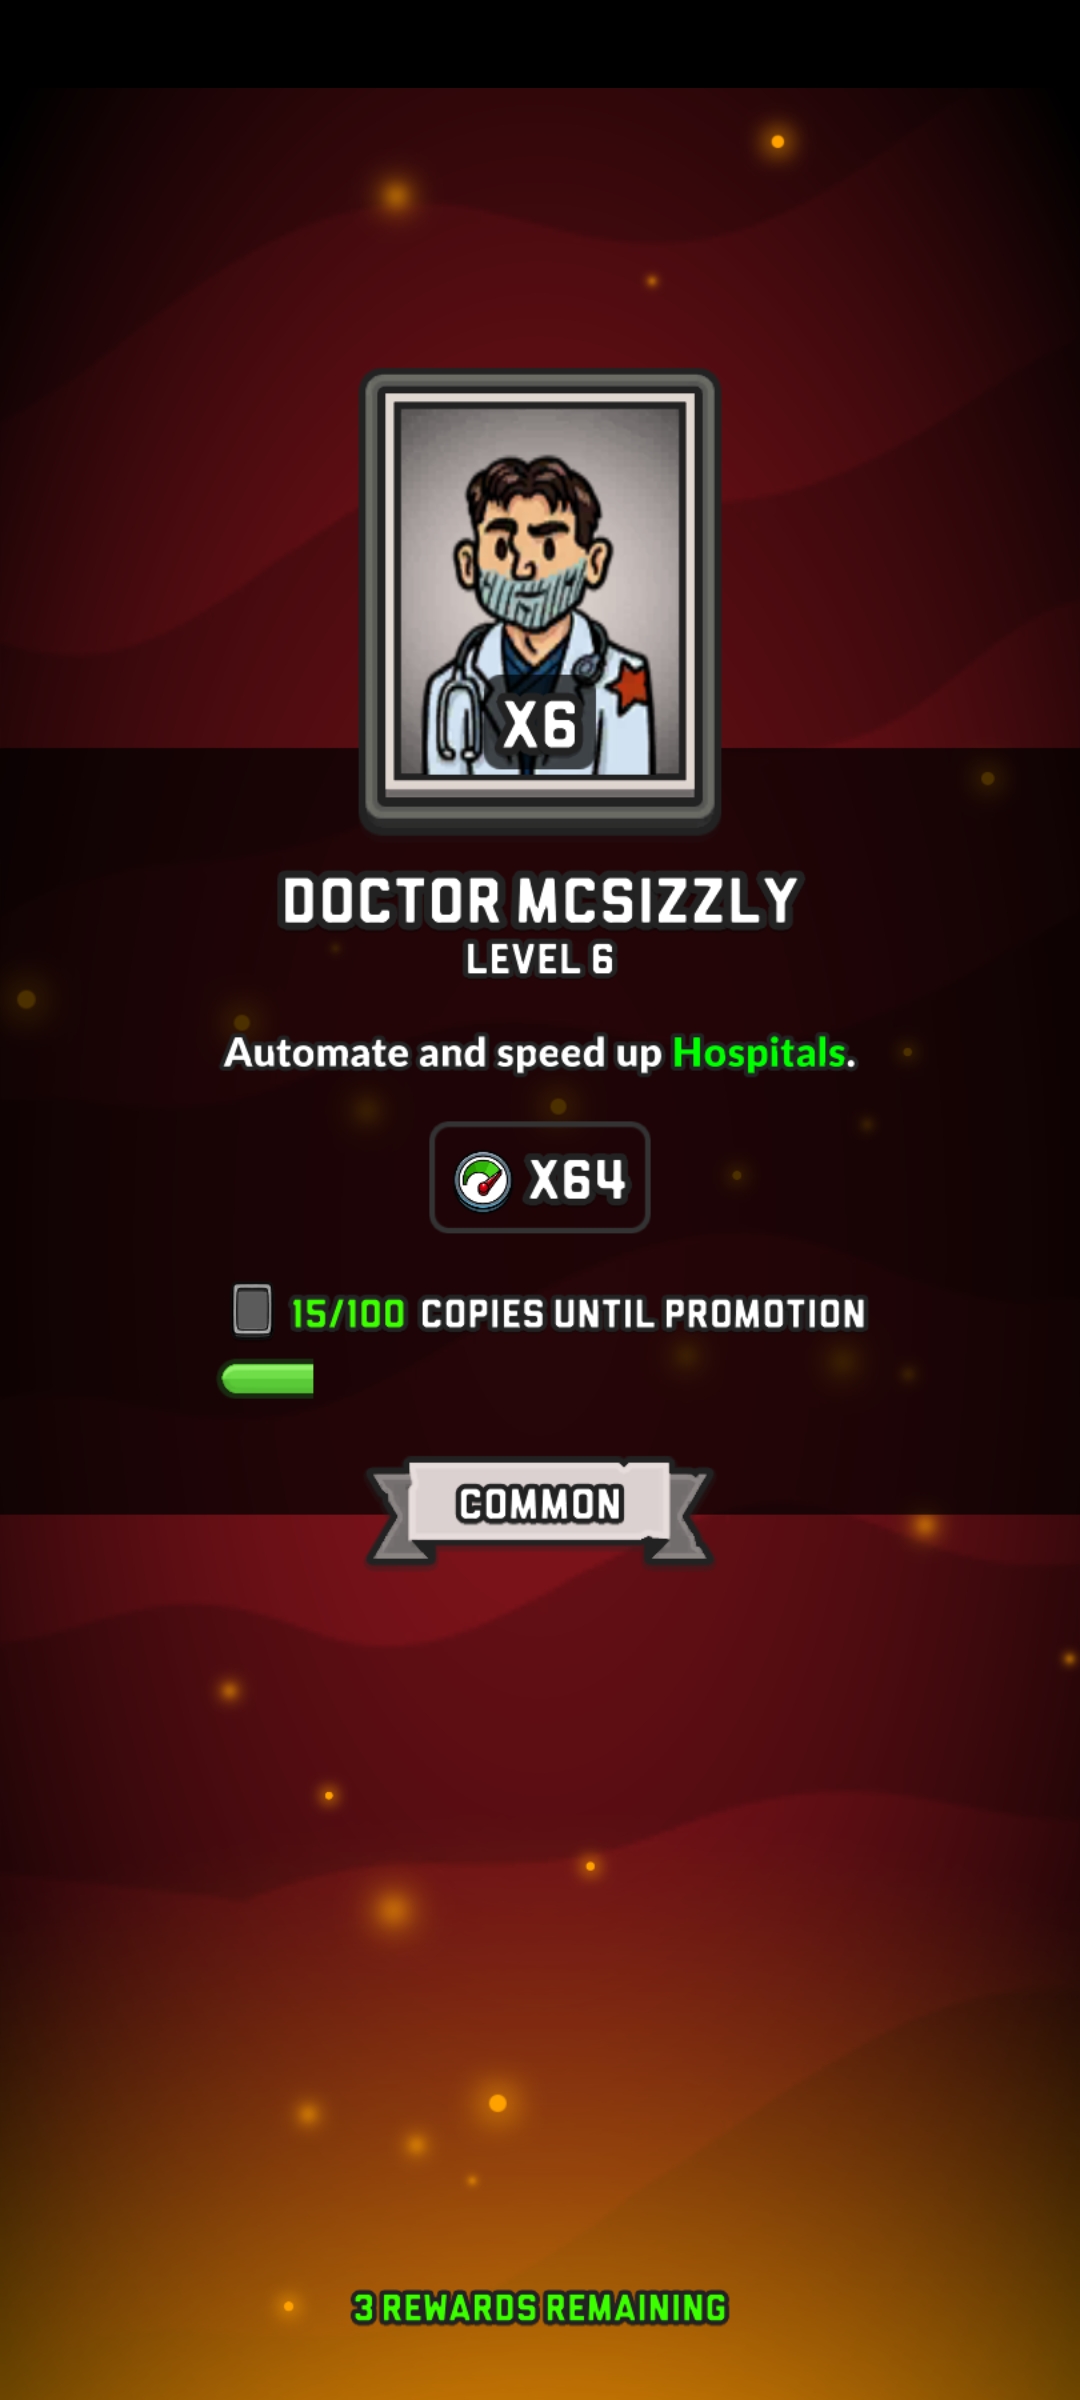 X6
DOCTOR MCSIZZLY
LEVEL 6
Automate and speed up Hospitals.
X64
15/100 COPIES UNTIL PROMOTION
COMMON
3 REWARDS REMAINING